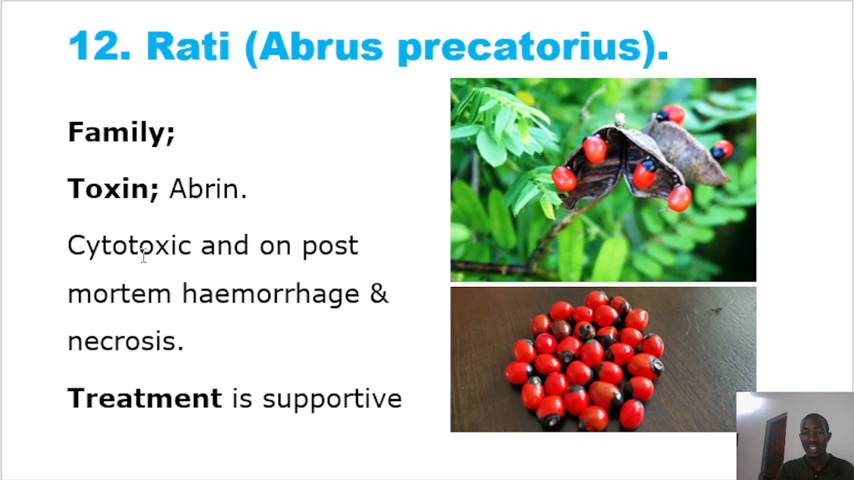 12. Rati (Abrus precatorius).
Family;
Toxin; Abrin.
Cytotoxic and on post
mortem haemorrhage &
necrosis.
Treatment is supportive